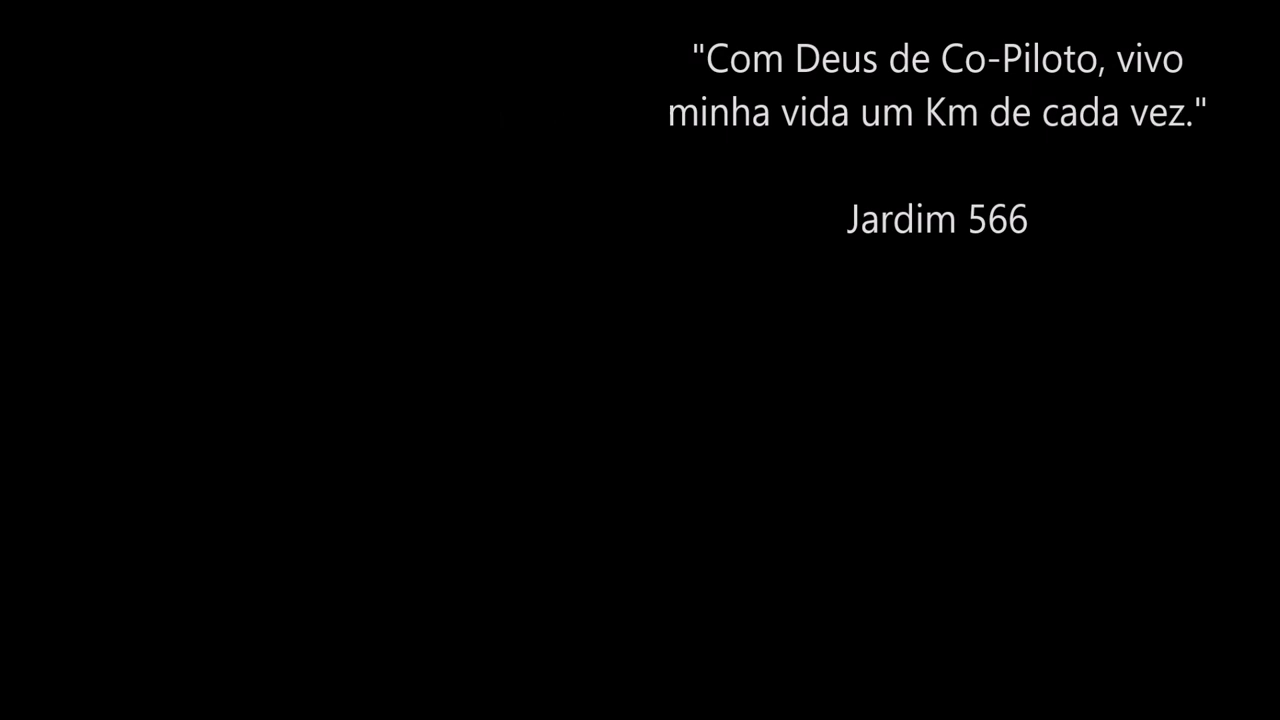 "Com Deus de Co-Piloto, vivo
minha vida um Km de cada vez."
Jardim 566